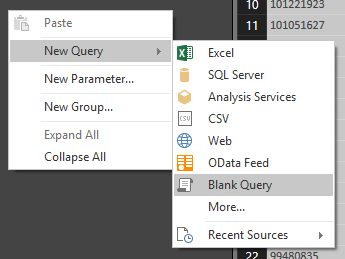 10 101221923
11 101051627
Paste
New Query
New Parameter...
New Group...
Expand All
Collapse All
Excel
SQL Server
Analysis Services
CSV CSV
Web
OData Feed
Blank Query
More...
Recent Sources
22 99480835